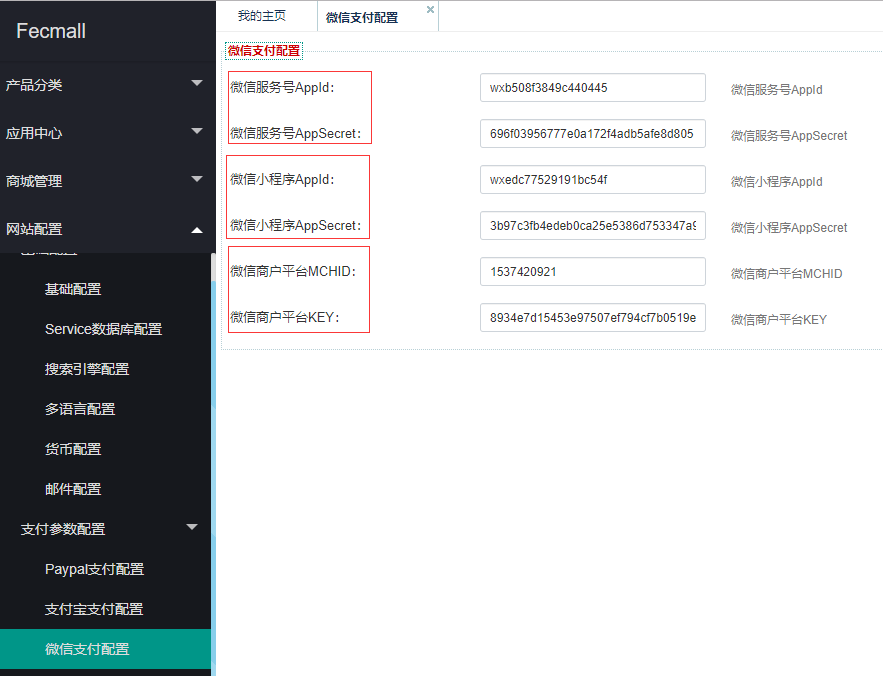 Fecmall
产品分类
应用中心
商城管理
网站配置
基础配置
基础配置
Service数据库配置
搜索引擎配置
多语言配置
货币配置
邮件配置
支付参数配置
Paypal支付配置
支付宝支付配置
微信支付配置
我的主页
微信支付配置
微信支付配置
微信服务号AppId: wxb508f3849c440445 微信服务号AppId
微信服务号AppSecret: 696f03956777e0a172f4adb5afe8d805 微信服务号AppSecret
微信小程序AppId: wxedc77529191bc54f 微信小程序AppId
微信小程序AppSecret: 3b97c3fb4edeb0ca25e5386d753347a9 微信小程序AppSecret
微信商户平台MCHID: 1537420921 微信商户平台MCHID
微信商户平台KEY: 8934e7d15453e97507ef794cf7b0519e 微信商户平台KEY